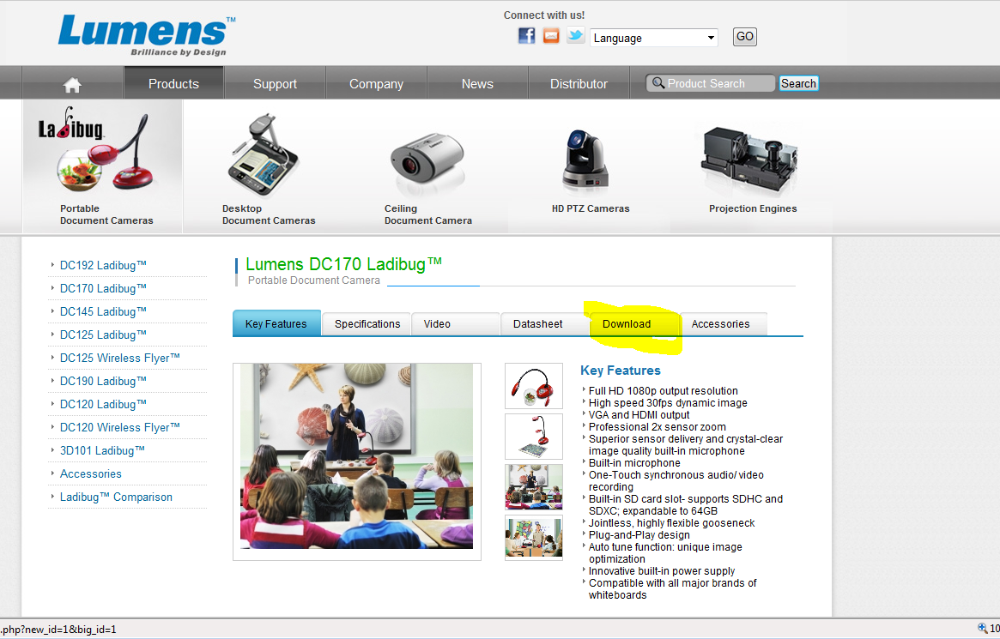 Lumens™
Brilliance by Design
Connect with us!
Language
GO
Products
Support
Company
News
Distributor
Product Search
Search
Ladibug™
Portable
Document Cameras
Desktop
Document Cameras
Ceiling
Document Camera
HD PTZ Cameras
Projection Engines
DC192 Ladibug™
DC170 Ladibug™
DC145 Ladibug™
DC125 Ladibug™
DC125 Wireless Flyer™
DC190 Ladibug™
DC120 Ladibug™
DC120 Wireless Flyer™
3D101 Ladibug™
Accessories
Ladibug™ Comparison
Lumens DC170 Ladibug™
Portable Document Camera
Key Features
Specifications
Video
Datasheet
Download
Accessories
Key Features
Full HD 1080p output resolution
High speed 30fps dynamic image
VGA and HDMI output
Professional 2x sensor zoom
Superior sensor delivery and crystal-clear
image quality built-in microphone
Built-in microphone
One-Touch synchronous audio/ video
recording
Built-in SD card slot- supports SDHC and
SDXC; expandable to 64GB
Jointless, highly flexible gooseneck
Plug-and-Play design
Auto tune function: unique image
optimization
Innovative built-in power supply
Compatible with all major brands of
whiteboards
.php?new_id=1&big_id=1
10